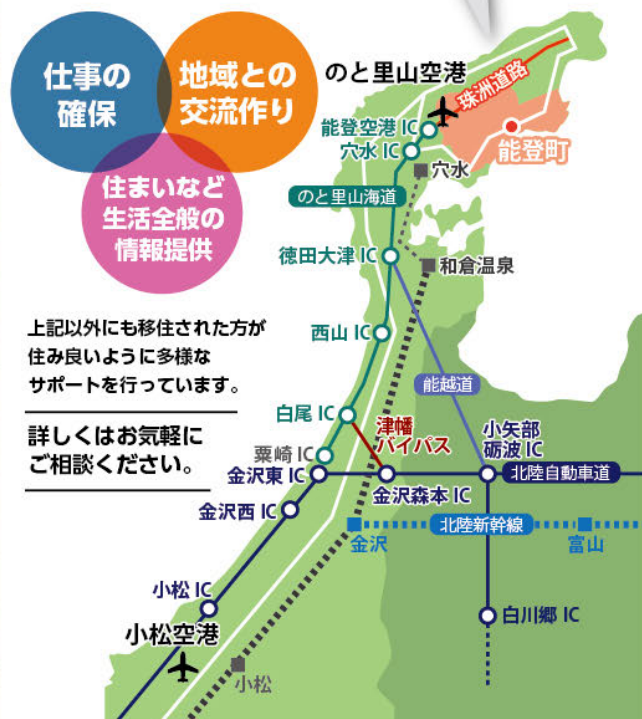 仕事の
確保
地域との
交流作り
住まいなど
生活全般の
情報提供
のと里山空港
珠洲道路
能登空港 IC
穴水 IC
能登町
穴水
のと里山海道
徳田大津 IC
和倉温泉
上記以外にも移住された方が
住み良いように多様な
サポートを行っています。
西山 IC
能越道
白尾 IC
津幡
バイパス
小矢部
砺波 IC
詳しくはお気軽に
ご相談ください。
粟崎 IC
金沢東 IC
北陸自動車道
金沢森本 IC
金沢西 IC
北陸新幹線
金沢
富山
小松 IC
白川郷 IC
小松空港
小松